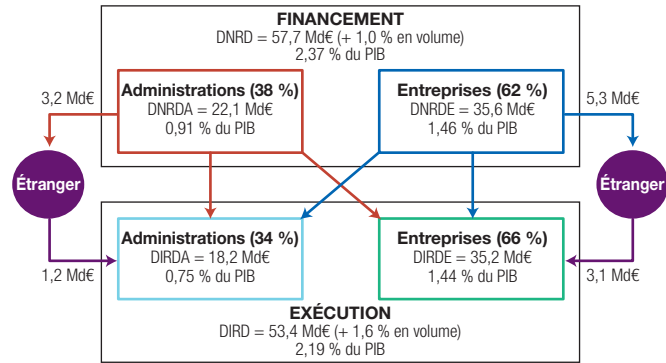 FINANCEMENT
DNRD = 57,7 Md€ (+ 1,0 % en volume)
2,37 % du PIB
3,2 Md€
Administrations (38 %)
DNRDA = 22,1 Md€
0,91 % du PIB
Entreprises (62 %)
DNRDE = 35,6 Md€
1,46 % du PIB
5,3 Md€
Étranger
Étranger
1,2 Md€
Administrations (34 %)
DIRDA = 18,2 Md€
0,75 % du PIB
Entreprises (66 %)
DIRDE = 35,2 Md€
1,44 % du PIB
3,1 Md€
EXÉCUTION
DIRD = 53,4 Md€ (+ 1,6 % en volume)
2,19 % du PIB